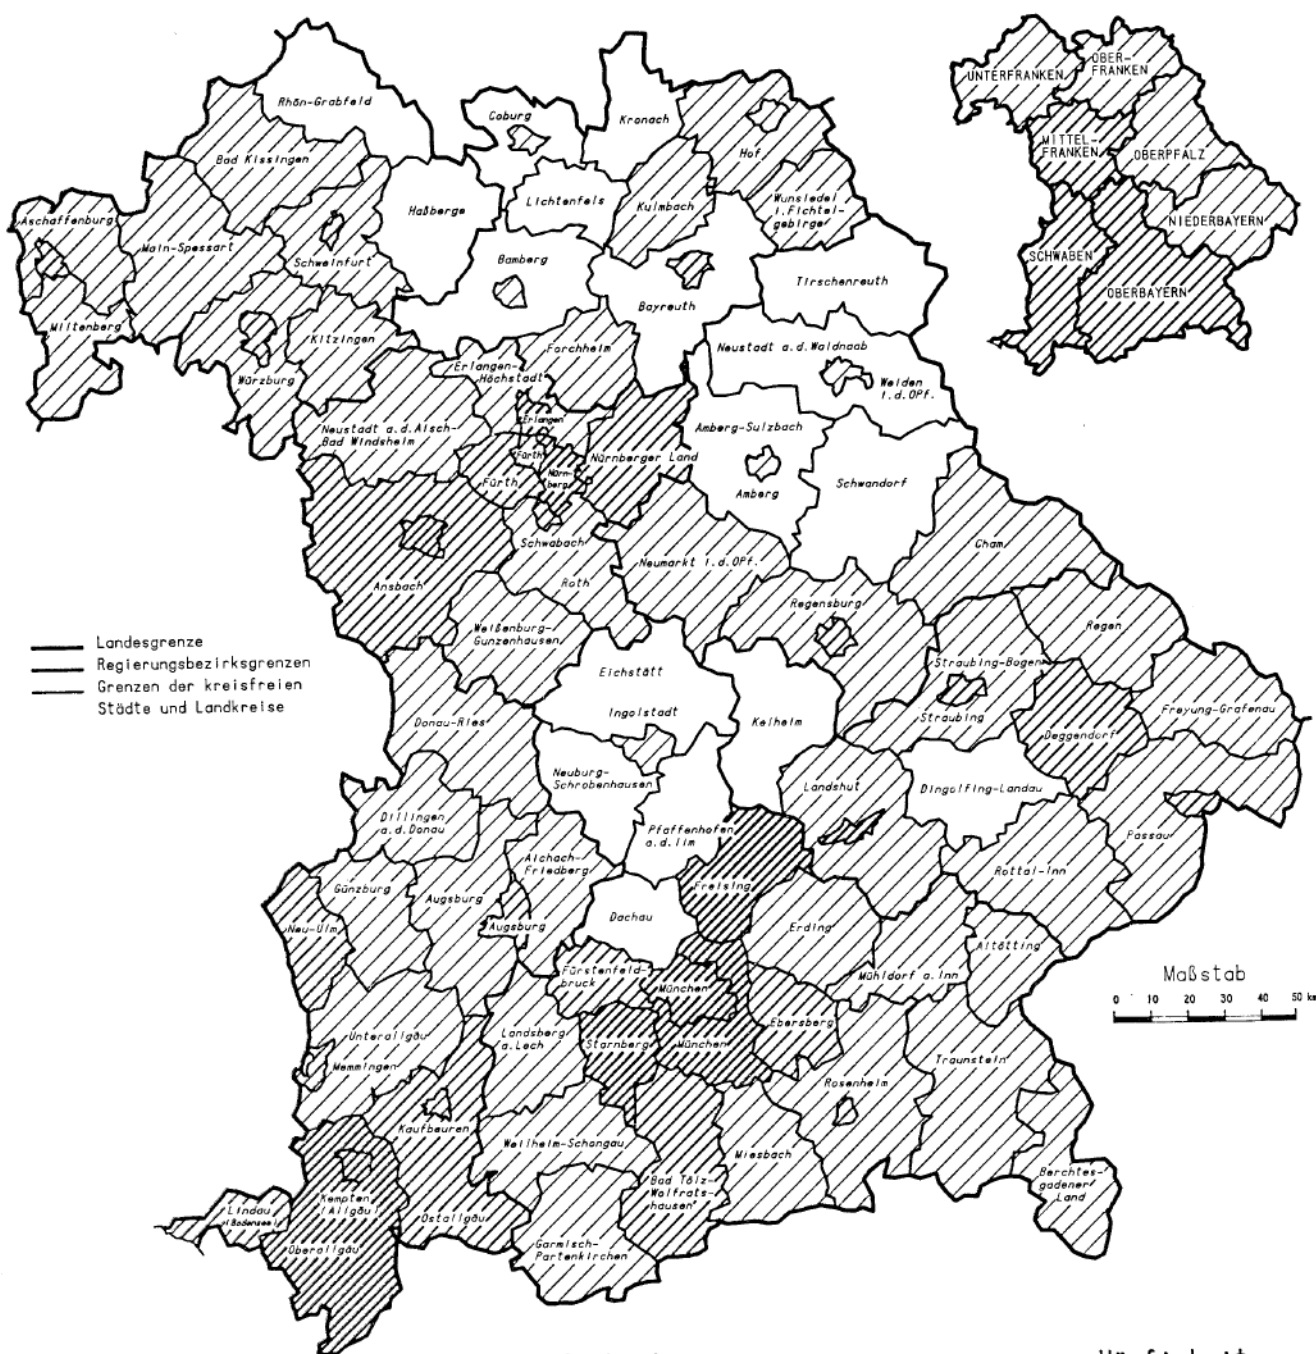 UNTERFRANKEN
OBER-
FRANKEN
MITTEL-
FRANKEN
OBERPFALZ
NIEDERBAYERN
SCHWABEN
OBERBAYERN
Rhön-Grabfeld
Coburg
Kronach
Hof
Bad Kissingen
Haßberge
Lichtenfels
Kulmbach
Wunsiedel
i.Fichtel-
gebirge
Aschaffenburg
Main-Spessart
Schweinfurt
Bamberg
Bayreuth
Tirschenreuth
Miltenberg
Würzburg
Kitzingen
Erlangen-
Höchstadt
Forchheim
Neustadt a.d.Waldnaab
Weiden
i.d.OPf.
Neustadt a.d.Aisch-
Bad Windsheim
Erlangen
Fürth
Fürth
Nürn-
berg
Nürnberger Land
Amberg-Sulzbach
Amberg
Schwandorf
Cham
Ansbach
Schwabach
Roth
Neumarkt i.d.OPf.
Regensburg
Weißenburg-
Gunzenhausen
Straubing-Bogen
Straubing
Regen
Landesgrenze
Regierungsbezirksgrenzen
Grenzen der kreisfreien
Städte und Landkreise
Eichstätt
Ingolstadt
Kelheim
Deggendorf
Freyung-Grafenau
Donau-Ries
Neuburg-
Schrobenhausen
Landshut
Dingolfing-Landau
Passau
Dillingen
a.d.Donau
Pfaffenhofen
a.d.Ilm
Aichach-
Friedberg
Freising
Rottal-Inn
Günzburg
Augsburg
Augsburg
Dachau
Erding
Altötting
Neu-Ulm
Fürstenfeld-
bruck
München
Mühldorf a.Inn
Maßstab
0 10 20 30 40 50 km
Unterallgäu
Memmingen
Landsberg
a.Lech
Starnberg
München
Ebersberg
Rosenheim
Traunstein
Kaufbeuren
Weilheim-Schongau
Miesbach
Bad Tölz-
Wolfrats-
hausen
Berchtes-
gadener
Land
Lindau
(Bodensee)
Kempten
(Allgäu)
Oberallgäu
Ostallgäu
Garmisch-
Partenkirchen